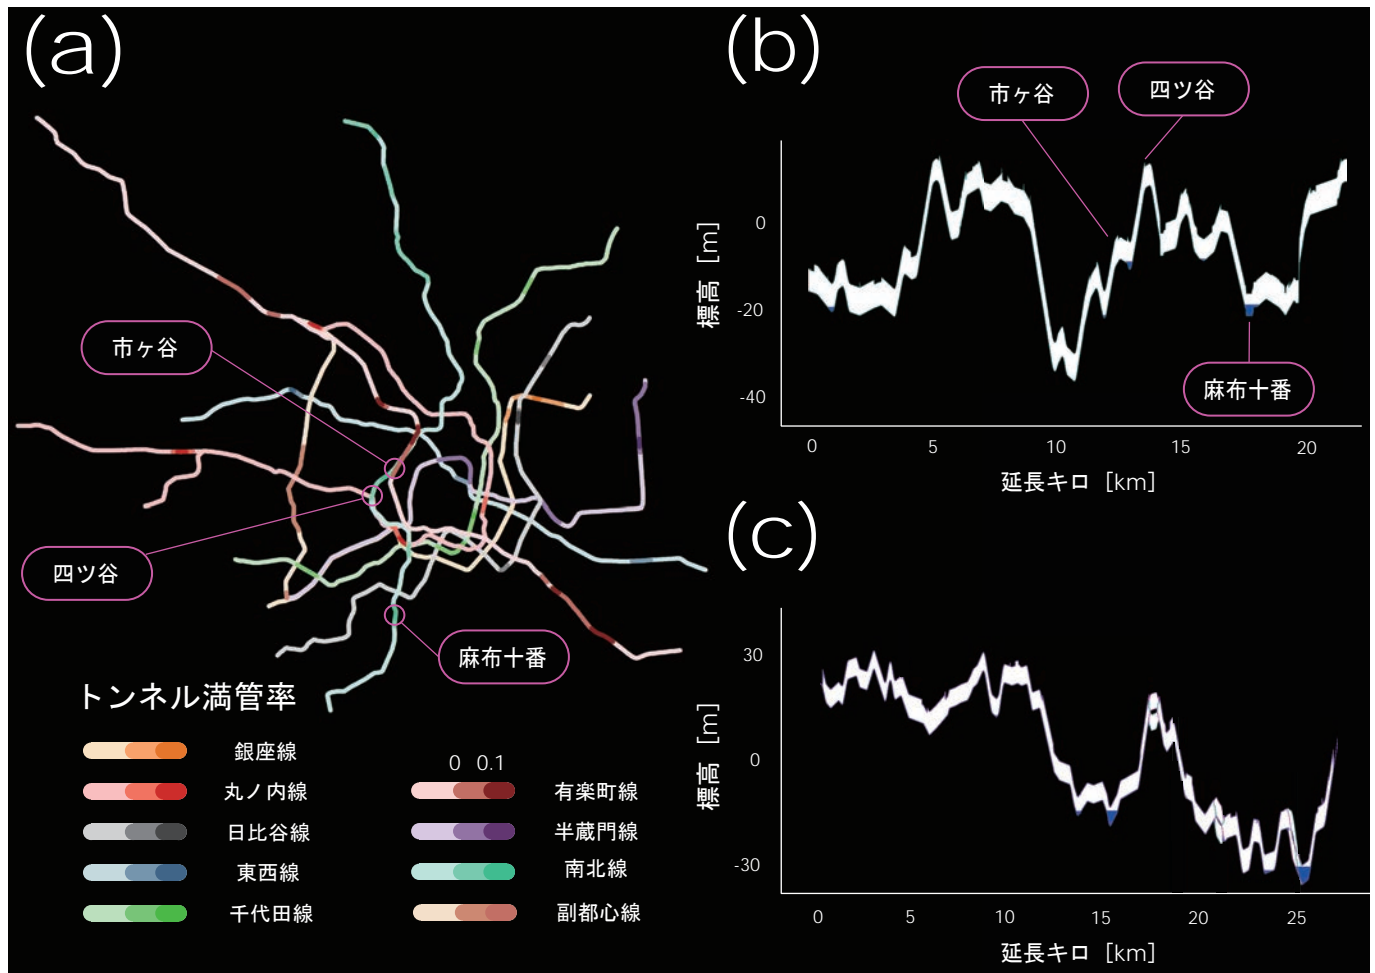 (a)
市ヶ谷
四ツ谷
麻布十番
トンネル満管率
銀座線
丸ノ内線
日比谷線
東西線
千代田線
0 0.1
有楽町線
半蔵門線
南北線
副都心線
(b)
市ヶ谷
四ツ谷
麻布十番
標高 [m]
0
-20
-40
0 5 10 15 20
延長キロ [km]
(c)
標高 [m]
30
0
-30
0 5 10 15 20 25
延長キロ [km]